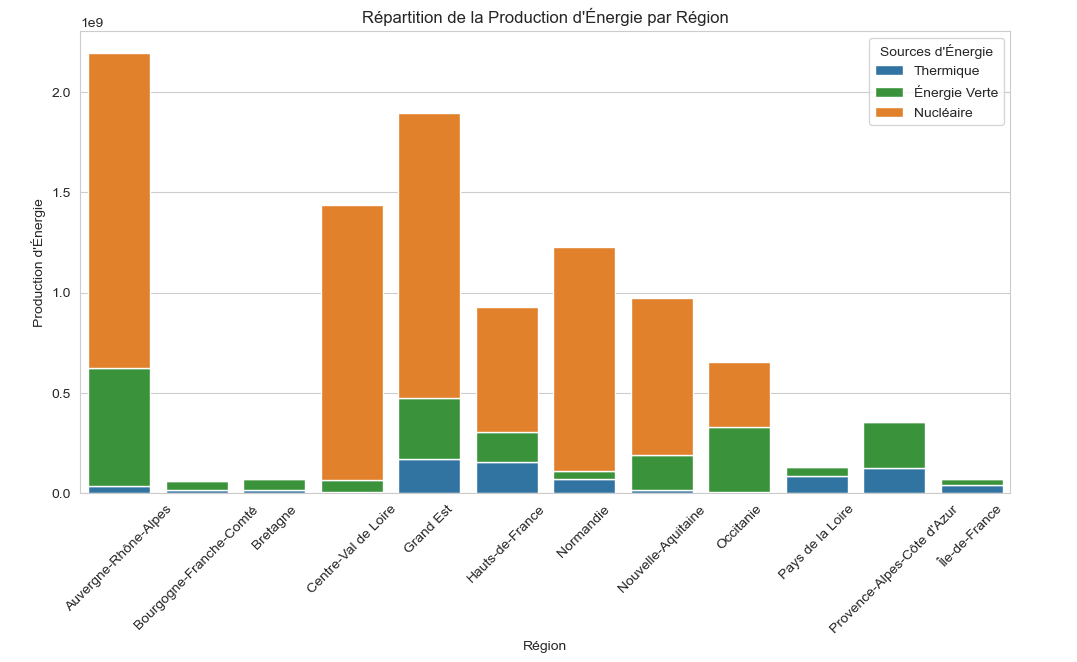 Répartition de la Production d'Énergie par Région
1e9
Sources d'Énergie
Thermique
Énergie Verte
Nucléaire
2.0
1.5
1.0
0.5
0.0
Production d'Énergie
Auvergne-Rhône-Alpes
Bourgogne-Franche-Comté
Bretagne
Centre-Val de Loire
Grand Est
Hauts-de-France
Normandie
Nouvelle-Aquitaine
Occitanie
Pays de la Loire
Provence-Alpes-Côte d'Azur
Île-de-France
Région